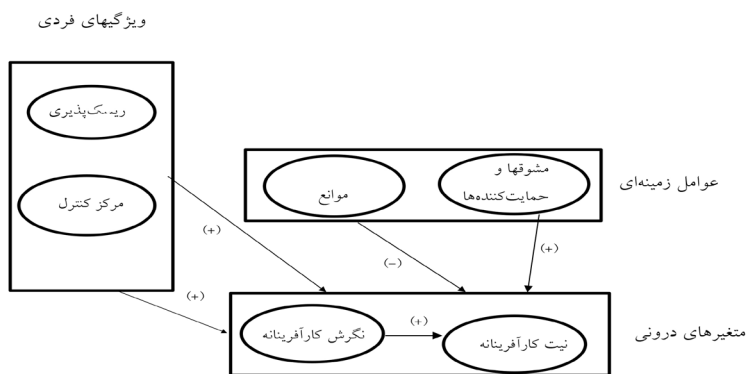 ویژگیهای فردی
ریسک‌پذیری
مرکز کنترل
مشوقها و
حمایت‌کننده‌ها
موانع
عوامل زمینه‌ای
(+)
(−)
(+)
(+)
نگرش کارآفرینانه
(+)
نیت کارآفرینانه
متغیرهای درونی